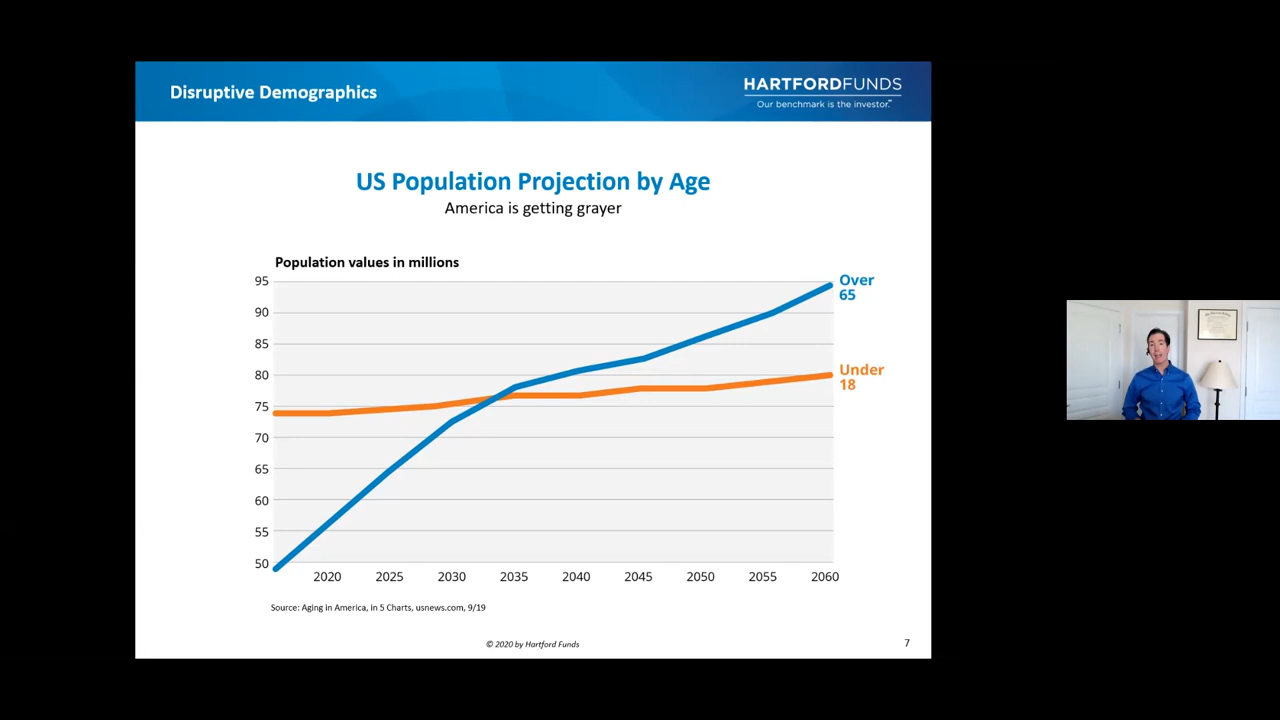 Disruptive Demographics
HARTFORDFUNDS
Our benchmark is the investor.℠
US Population Projection by Age
America is getting grayer
Population values in millions
95
90
85
80
75
70
65
60
55
50
Over
65
Under
18
2020 2025 2030 2035 2040 2045 2050 2055 2060
Source: Aging in America, in 5 Charts, usnews.com, 9/19
© 2020 by Hartford Funds
7